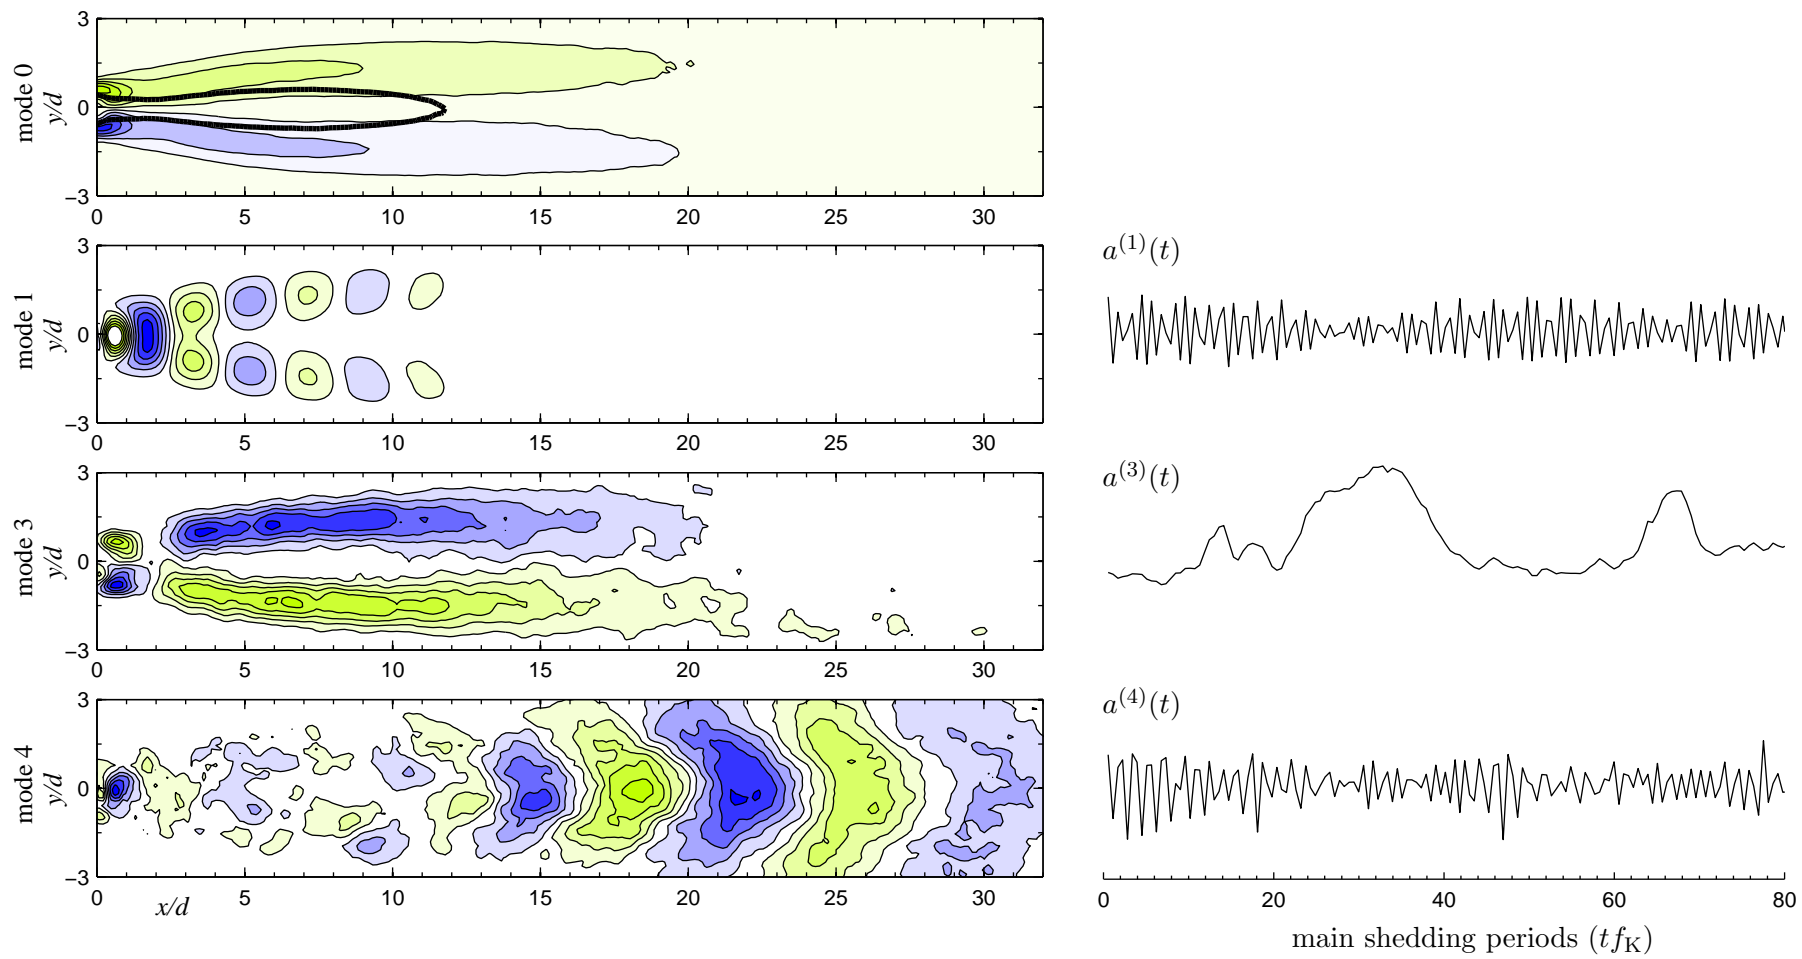 mode 0
y/d
3
0
−3
0 5 10 15 20 25 30
mode 1
y/d
3
0
−3
0 5 10 15 20 25 30
a^{(1)}(t)
mode 3
y/d
3
0
−3
0 5 10 15 20 25 30
a^{(3)}(t)
mode 4
y/d
3
0
−3
0 5 10 15 20 25 30
x/d
a^{(4)}(t)
0 20 40 60 80
main shedding periods (tf_K)